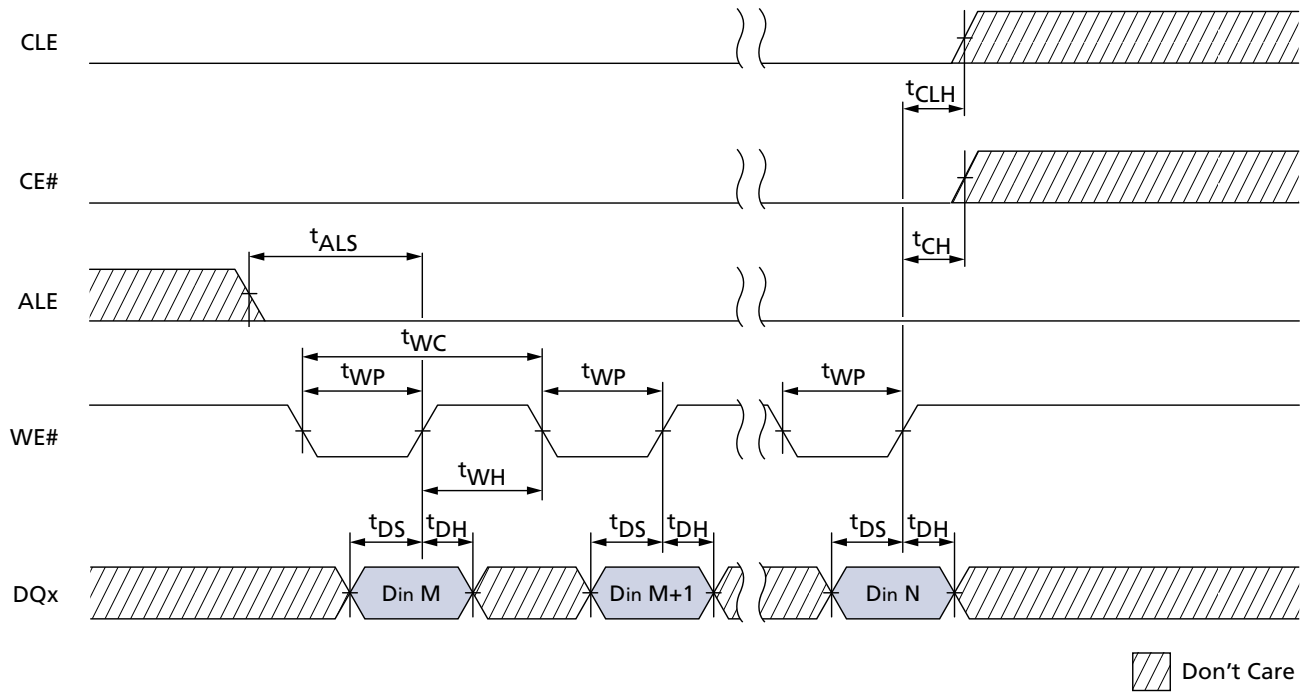 CLE
tCLH
CE#
tALS
tCH
ALE
tWC
tWP
tWP
tWP
WE#
tWH
tDS
tDH
tDS
tDH
tDS
tDH
DQx
Din M
Din M+1
Din N
Don't Care